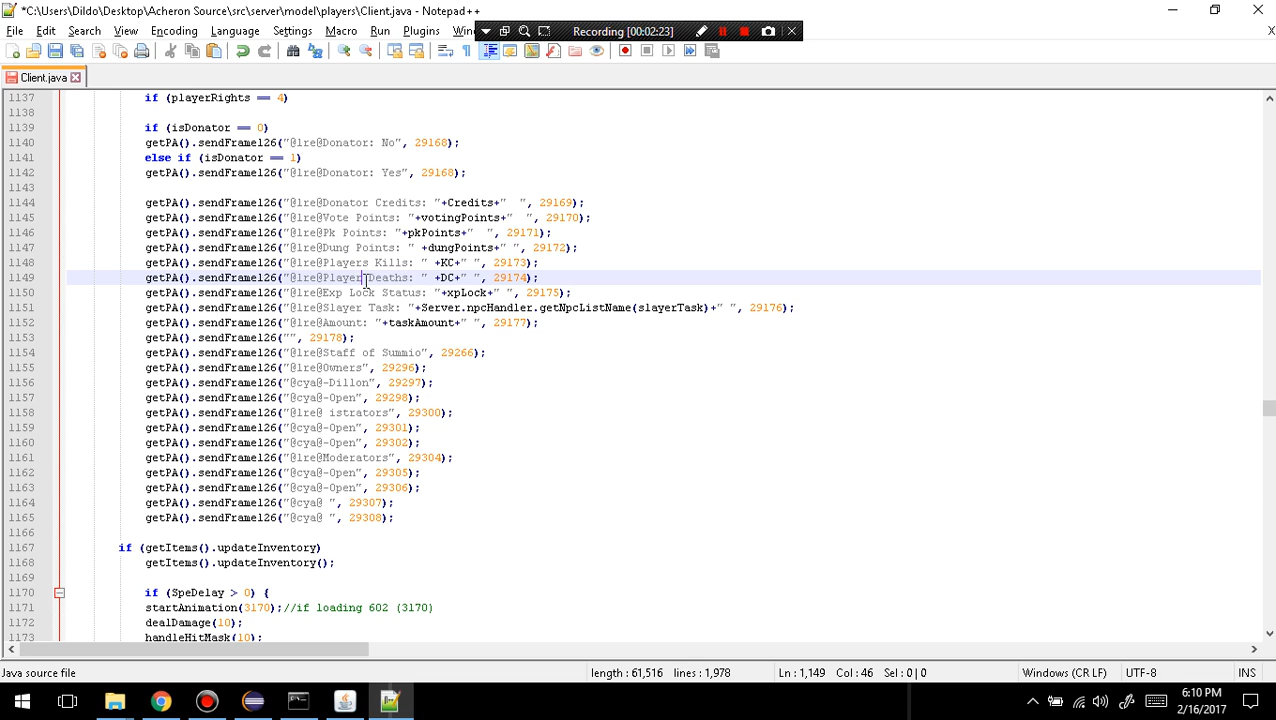 *C:\Users\Dildo\Desktop\Acheron Source\src\server\model\players\Client.java - Notepad++
File Edit Search View Encoding Language Settings Macro Run Plugins Win
Recording [00:02:23]
Client.java
1137 if (playerRights == 4)
1138
1139 if (isDonator == 0)
1140 getPA().sendFrame126("@lre@Donator: No", 29168);
1141 else if (isDonator == 1)
1142 getPA().sendFrame126("@lre@Donator: Yes", 29168);
1143
1144 getPA().sendFrame126("@lre@Donator Credits: "+Credits+"  ", 29169);
1145 getPA().sendFrame126("@lre@Vote Points: "+votingPoints+"  ", 29170);
1146 getPA().sendFrame126("@lre@Pk Points: "+pkPoints+"  ", 29171);
1147 getPA().sendFrame126("@lre@Dung Points: " +dungPoints+" ", 29172);
1148 getPA().sendFrame126("@lre@Players Kills: " +KC+" ", 29173);
1149 getPA().sendFrame126("@lre@Player Deaths: " +DC+" ", 29174);
1150 getPA().sendFrame126("@lre@Exp Lock Status: "+xpLock+" ", 29175);
1151 getPA().sendFrame126("@lre@Slayer Task: "+Server.npcHandler.getNpcListName(slayerTask)+" ", 29176);
1152 getPA().sendFrame126("@lre@Amount: "+taskAmount+" ", 29177);
1153 getPA().sendFrame126("", 29178);
1154 getPA().sendFrame126("@lre@Staff of Summio", 29266);
1155 getPA().sendFrame126("@lre@Owners", 29296);
1156 getPA().sendFrame126("@cya@-Dillon", 29297);
1157 getPA().sendFrame126("@cya@-Open", 29298);
1158 getPA().sendFrame126("@lre@ istrators", 29300);
1159 getPA().sendFrame126("@cya@-Open", 29301);
1160 getPA().sendFrame126("@cya@-Open", 29302);
1161 getPA().sendFrame126("@lre@Moderators", 29304);
1162 getPA().sendFrame126("@cya@-Open", 29305);
1163 getPA().sendFrame126("@cya@-Open", 29306);
1164 getPA().sendFrame126("@cya@ ", 29307);
1165 getPA().sendFrame126("@cya@ ", 29308);
1166
1167 if (getItems().updateInventory)
1168 getItems().updateInventory();
1169
1170 if (SpeDelay > 0) {
1171 startAnimation(3170);//if loading 602 (3170)
1172 dealDamage(10);
1173 handleHitMask(10);
Java source file length : 61,516 lines : 1,978 Ln : 1,149 Col : 46 Sel : 0 | 0 Windows (CR LF) UTF-8 INS
6:10 PM
2/16/2017